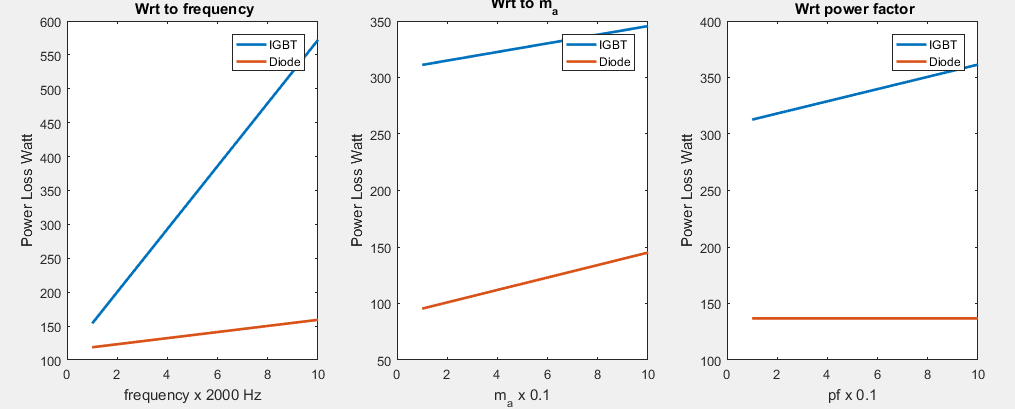 Wrt to frequency
600
550
500
450
400
350
300
250
200
150
100
0
2
4
6
8
10
Power Loss Watt
frequency x 2000 Hz
IGBT
Diode
Wrt to m_a
350
300
250
200
150
100
50
0
2
4
6
8
10
Power Loss Watt
m_a x 0.1
IGBT
Diode
Wrt power factor
400
350
300
250
200
150
100
0
2
4
6
8
10
Power Loss Watt
pf x 0.1
IGBT
Diode